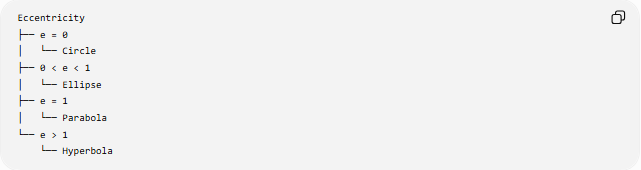 Eccentricity
├── e = 0
│   └── Circle
├── 0 < e < 1
│   └── Ellipse
├── e = 1
│   └── Parabola
└── e > 1
    └── Hyperbola